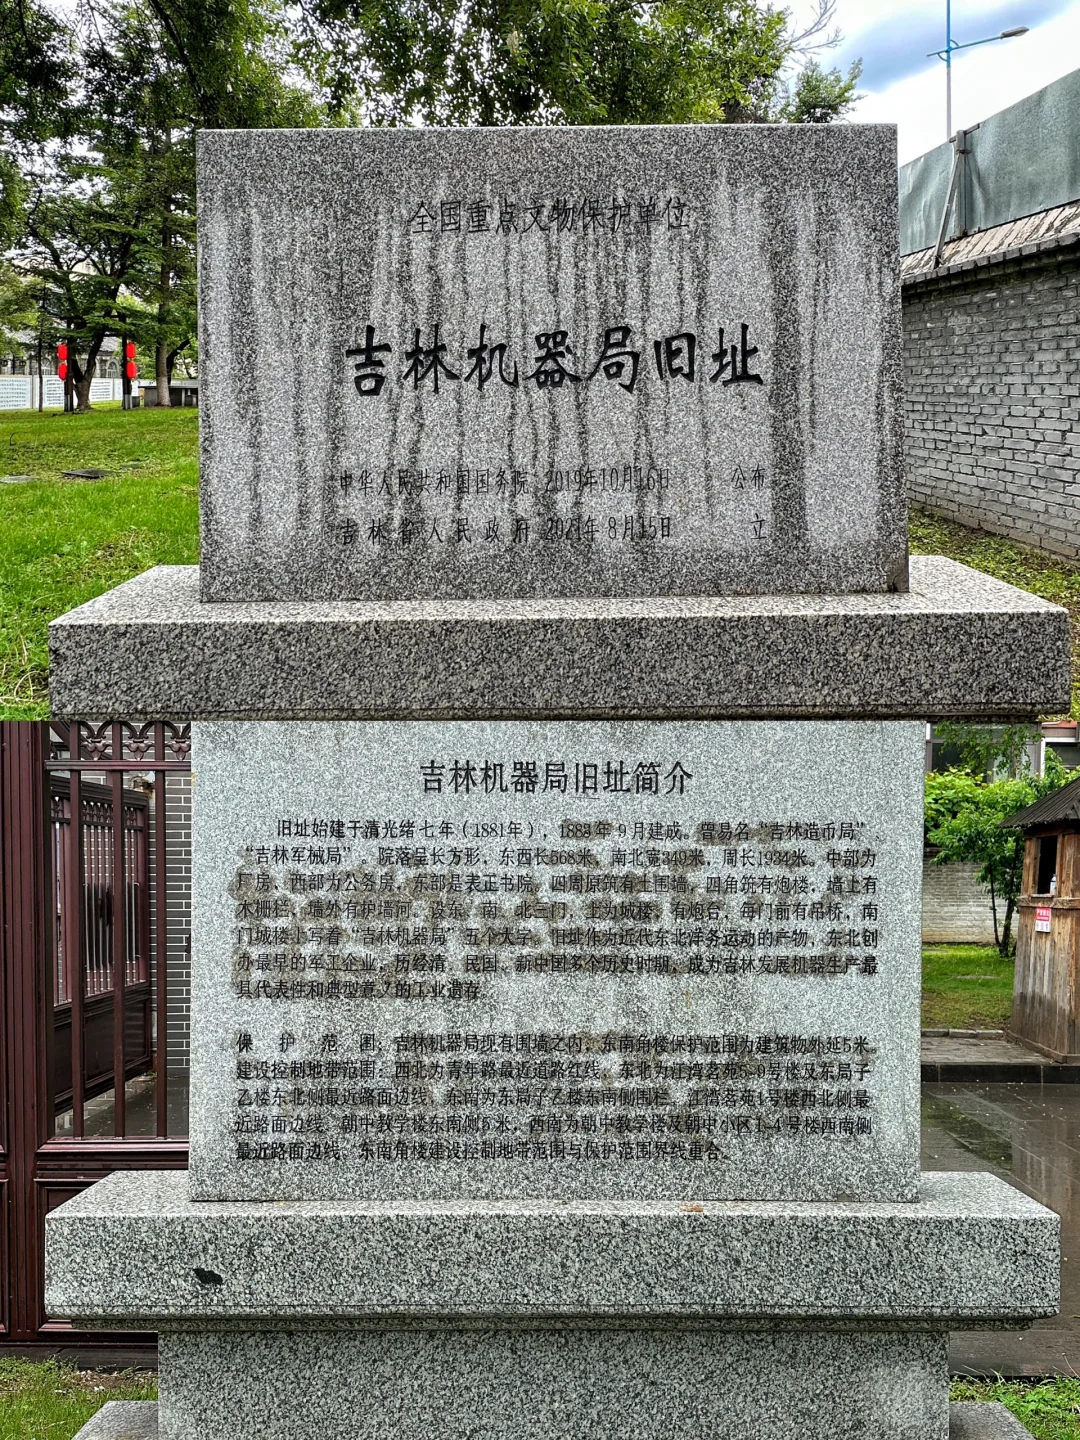 全国重点文物保护单位
吉林机器局旧址
中华人民共和国国务院 2019年10月16日 公布
吉林省人民政府 2021年8月15日 立
吉林机器局旧址简介
旧址始建于清光绪七年（1881年），1883年9月建成。曾易名“吉林造币局”、
“吉林军械局”。院落呈长方形，东西长568米，南北宽349米，周长1934米。中部为
厂房，西部为公务房，东部是表正书院。四周原筑有土围墙，四角筑有炮楼，墙上有
木栅栏，墙外有护墙河。设东、南、北三门，上为城楼，有炮台，每门前有吊桥，南
门城楼上写着“吉林机器局”五个大字。旧址作为近代东北洋务运动的产物，东北创
办最早的军工企业，历经清、民国、新中国多个历史时期，成为吉林发展机器生产最
具代表性和典型意义的工业遗存。
保护范围：吉林机器局现有围墙之内，东南角楼保护范围为建筑物外延5米。
建设控制地带范围：西北为青年路最近道路红线，东北为江湾茗苑5-9号楼及东局子
乙楼东北侧最近路面边线，东南为东局子乙楼东南侧围栏、江湾茗苑1号楼西北侧最
近路面边线、朝中教学楼东南侧5米，西南为朝中教学楼及朝中小区1-4号楼西南侧
最近路面边线。东南角楼建设控制地带范围与保护范围界线重合。